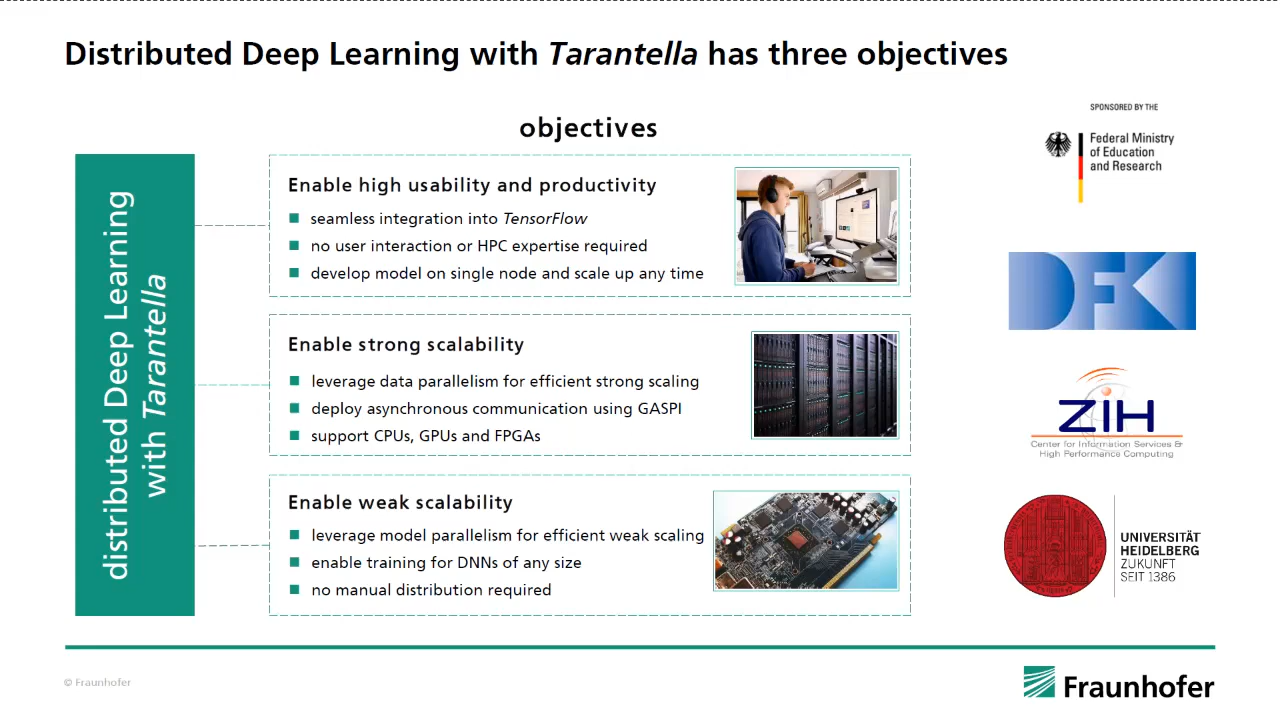 Distributed Deep Learning with Tarantella has three objectives
objectives
distributed Deep Learning
with Tarantella
Enable high usability and productivity
seamless integration into TensorFlow
no user interaction or HPC expertise required
develop model on single node and scale up any time
Enable strong scalability
leverage data parallelism for efficient strong scaling
deploy asynchronous communication using GASPI
support CPUs, GPUs and FPGAs
Enable weak scalability
leverage model parallelism for efficient weak scaling
enable training for DNNs of any size
no manual distribution required
SPONSORED BY THE
Federal Ministry
of Education
and Research
DFK
ZIH
Center for Information Services &
High Performance Computing
UNIVERSITÄT
HEIDELBERG
ZUKUNFT
SEIT 1386
© Fraunhofer
Fraunhofer